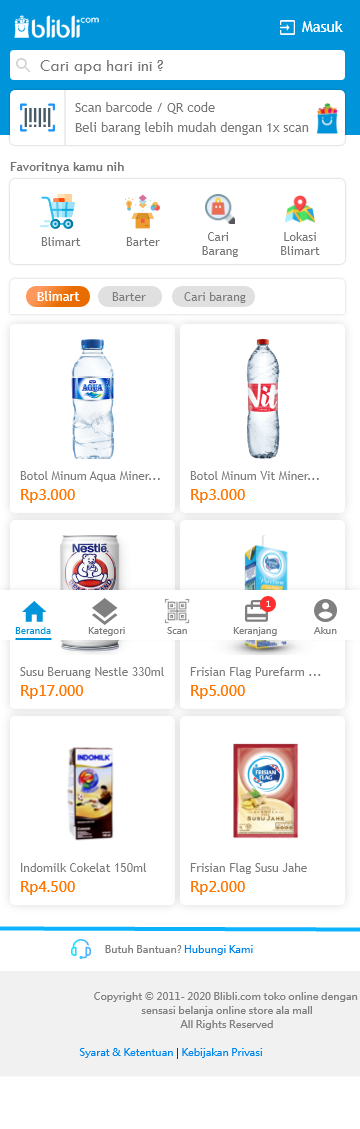 blibli.com
Masuk
Cari apa hari ini ?
Scan barcode / QR code
Beli barang lebih mudah dengan 1x scan
Favoritnya kamu nih
Blimart
Barter
Cari
Barang
Lokasi
Blimart
Blimart
Barter
Cari barang
AQUA
Vit
Botol Minum Aqua Miner...
Rp3.000
Botol Minum Vit Miner...
Rp3.000
Nestlé
1
Beranda
Kategori
Scan
Keranjang
Akun
Susu Beruang Nestle 330ml
Rp17.000
Frisian Flag Purefarm ...
Rp5.000
INDOMILK
FRISIAN
FLAG
SUSU JAHE
Indomilk Cokelat 150ml
Rp4.500
Frisian Flag Susu Jahe
Rp2.000
Butuh Bantuan? Hubungi Kami
Copyright © 2011- 2020 Blibli.com toko online dengan
sensasi belanja online store ala mall
All Rights Reserved
Syarat & Ketentuan | Kebijakan Privasi